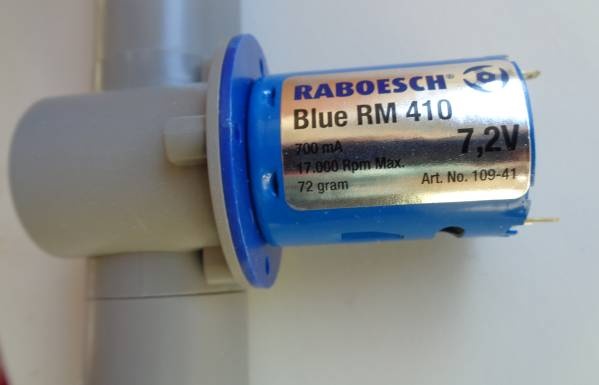 RABOESCH®
Blue RM 410
700 mA
7,2V
17.000 Rpm Max.
72 gram
Art. No. 109-41